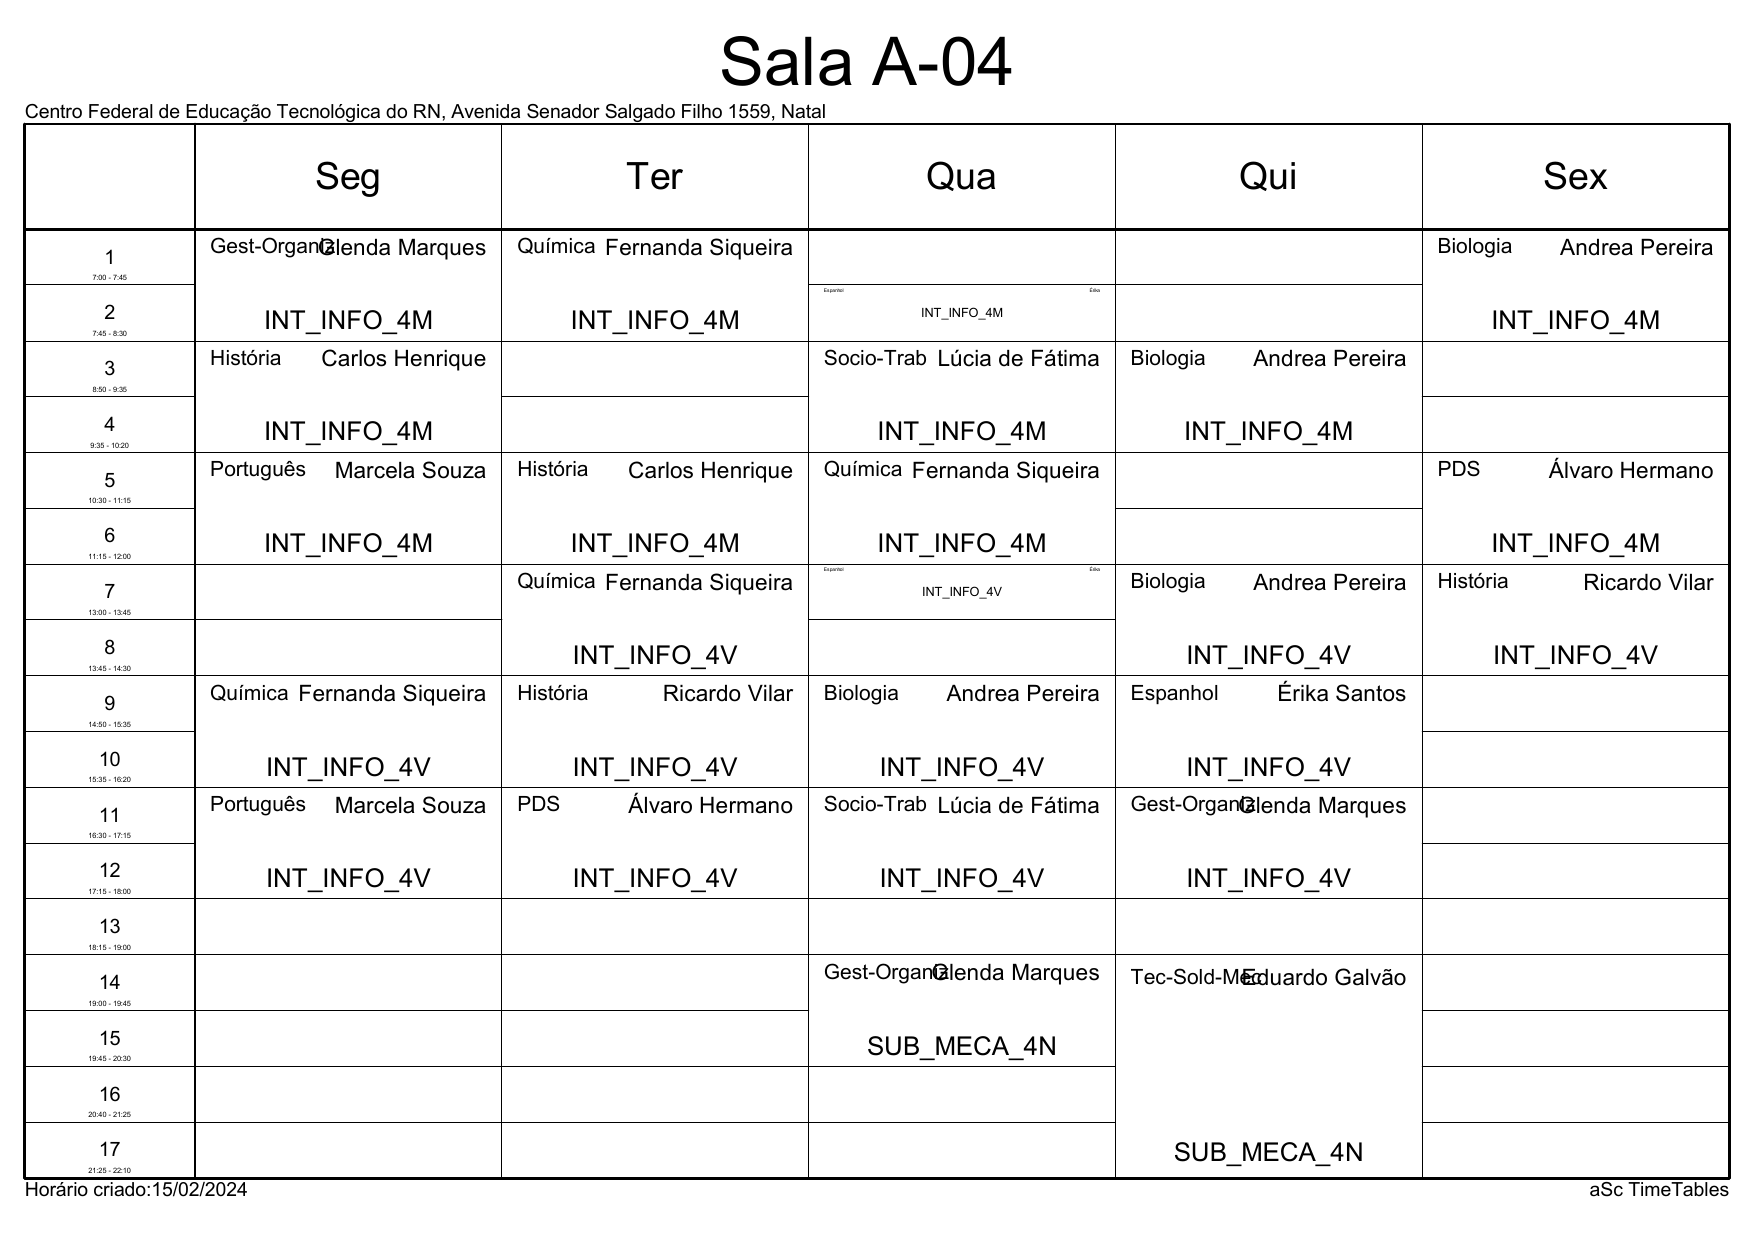 Sala A-04
Centro Federal de Educação Tecnológica do RN, Avenida Senador Salgado Filho 1559, Natal
Seg Ter Qua Qui Sex
1
7:00 - 7:45
Gest-Organiz Glenda Marques
INT_INFO_4M
Química Fernanda Siqueira
INT_INFO_4M
Biologia Andrea Pereira
INT_INFO_4M
2
7:45 - 8:30
Espanhol Érika
INT_INFO_4M
3
8:50 - 9:35
História Carlos Henrique
INT_INFO_4M
Socio-Trab Lúcia de Fátima
INT_INFO_4M
Biologia Andrea Pereira
INT_INFO_4M
4
9:35 - 10:20
5
10:30 - 11:15
Português Marcela Souza
INT_INFO_4M
História Carlos Henrique
INT_INFO_4M
Química Fernanda Siqueira
INT_INFO_4M
PDS Álvaro Hermano
INT_INFO_4M
6
11:15 - 12:00
7
13:00 - 13:45
Química Fernanda Siqueira
INT_INFO_4V
Espanhol Érika
INT_INFO_4V
Biologia Andrea Pereira
INT_INFO_4V
História Ricardo Vilar
INT_INFO_4V
8
13:45 - 14:30
9
14:50 - 15:35
Química Fernanda Siqueira
INT_INFO_4V
História Ricardo Vilar
INT_INFO_4V
Biologia Andrea Pereira
INT_INFO_4V
Espanhol Érika Santos
INT_INFO_4V
10
15:35 - 16:20
11
16:30 - 17:15
Português Marcela Souza
INT_INFO_4V
PDS Álvaro Hermano
INT_INFO_4V
Socio-Trab Lúcia de Fátima
INT_INFO_4V
Gest-Organiz Glenda Marques
INT_INFO_4V
12
17:15 - 18:00
13
18:15 - 19:00
14
19:00 - 19:45
Gest-Organiz Glenda Marques
SUB_MECA_4N
Tec-Sold-Mec Eduardo Galvão
SUB_MECA_4N
15
19:45 - 20:30
16
20:40 - 21:25
17
21:25 - 22:10
Horário criado:15/02/2024
aSc TimeTables